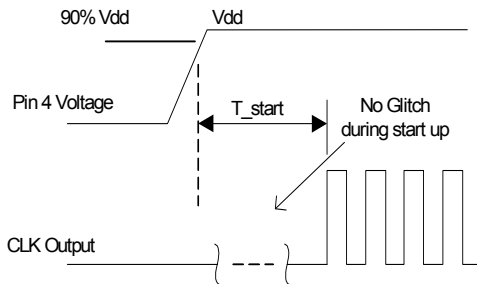 90% Vdd
Vdd
Pin 4 Voltage
T_start
No Glitch
during start up
CLK Output